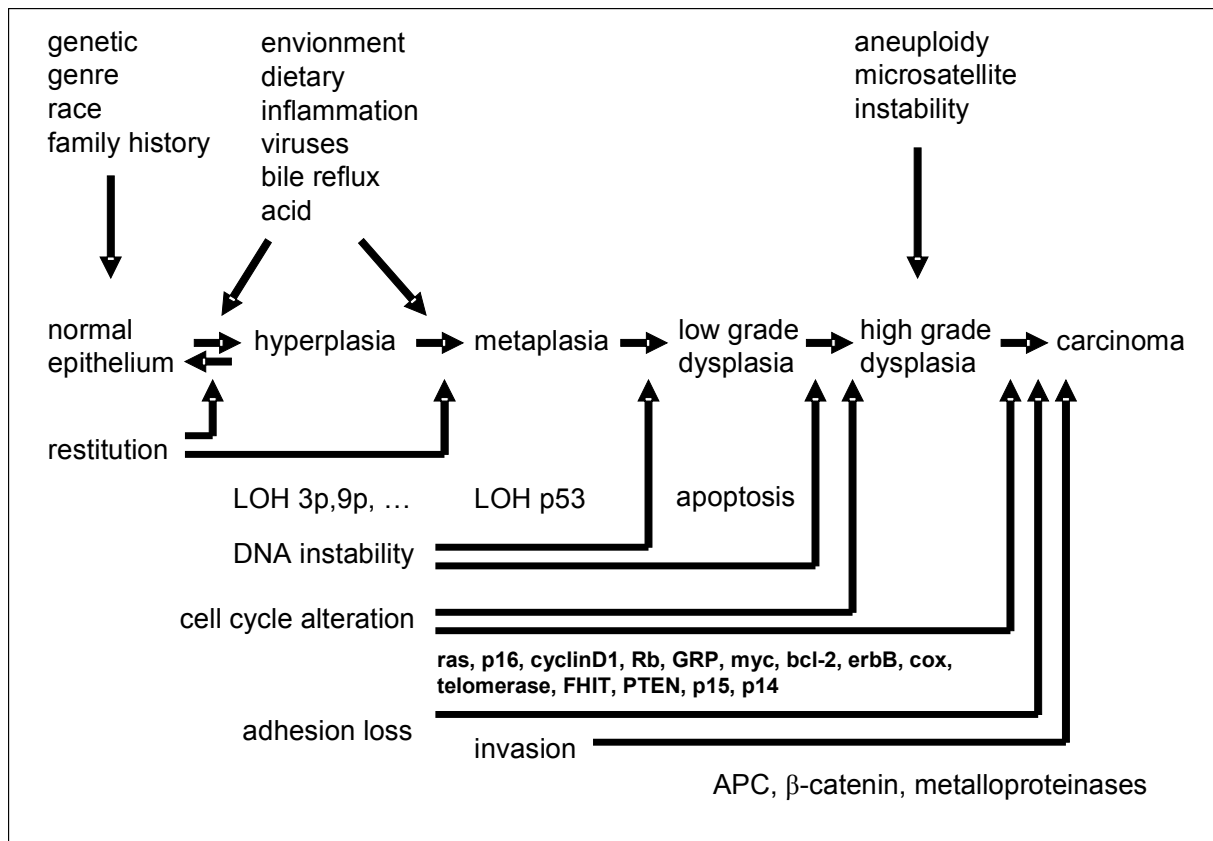 genetic
genre
race
family history
envionment
dietary
inflammation
viruses
bile reflux
acid
aneuploidy
microsatellite
instability
normal
epithelium
hyperplasia
metaplasia
low grade
dysplasia
high grade
dysplasia
carcinoma
restitution
LOH 3p,9p, …
LOH p53
apoptosis
DNA instability
cell cycle alteration
ras, p16, cyclinD1, Rb, GRP, myc, bcl-2, erbB, cox,
telomerase, FHIT, PTEN, p15, p14
adhesion loss
invasion
APC, β-catenin, metalloproteinases